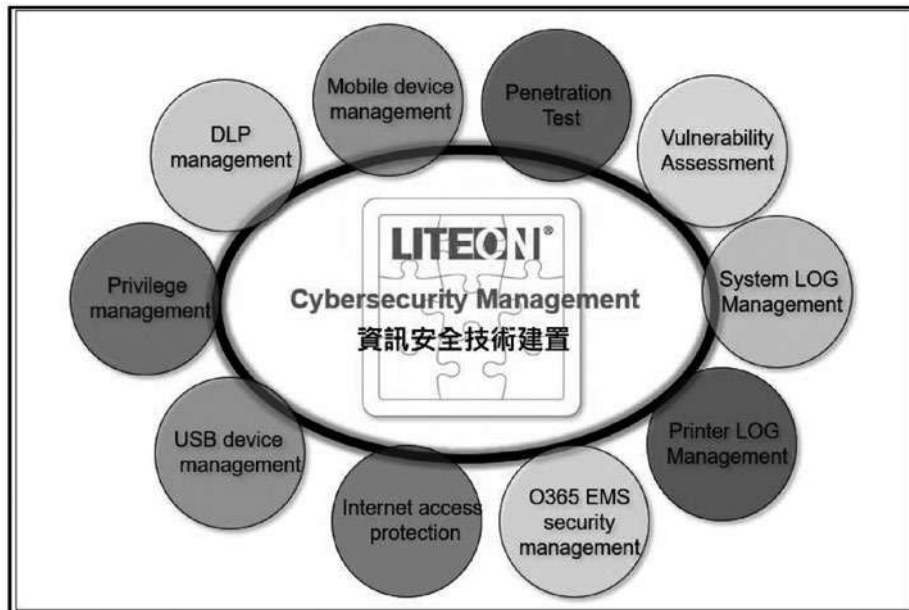 Mobile device
management
Penetration
Test
DLP
management
Vulnerability
Assessment
LITEON®
Privilege
management
Cybersecurity Management
System LOG
Management
資訊安全技術建置
USB device
management
Printer LOG
Management
Internet access
protection
O365 EMS
security
management